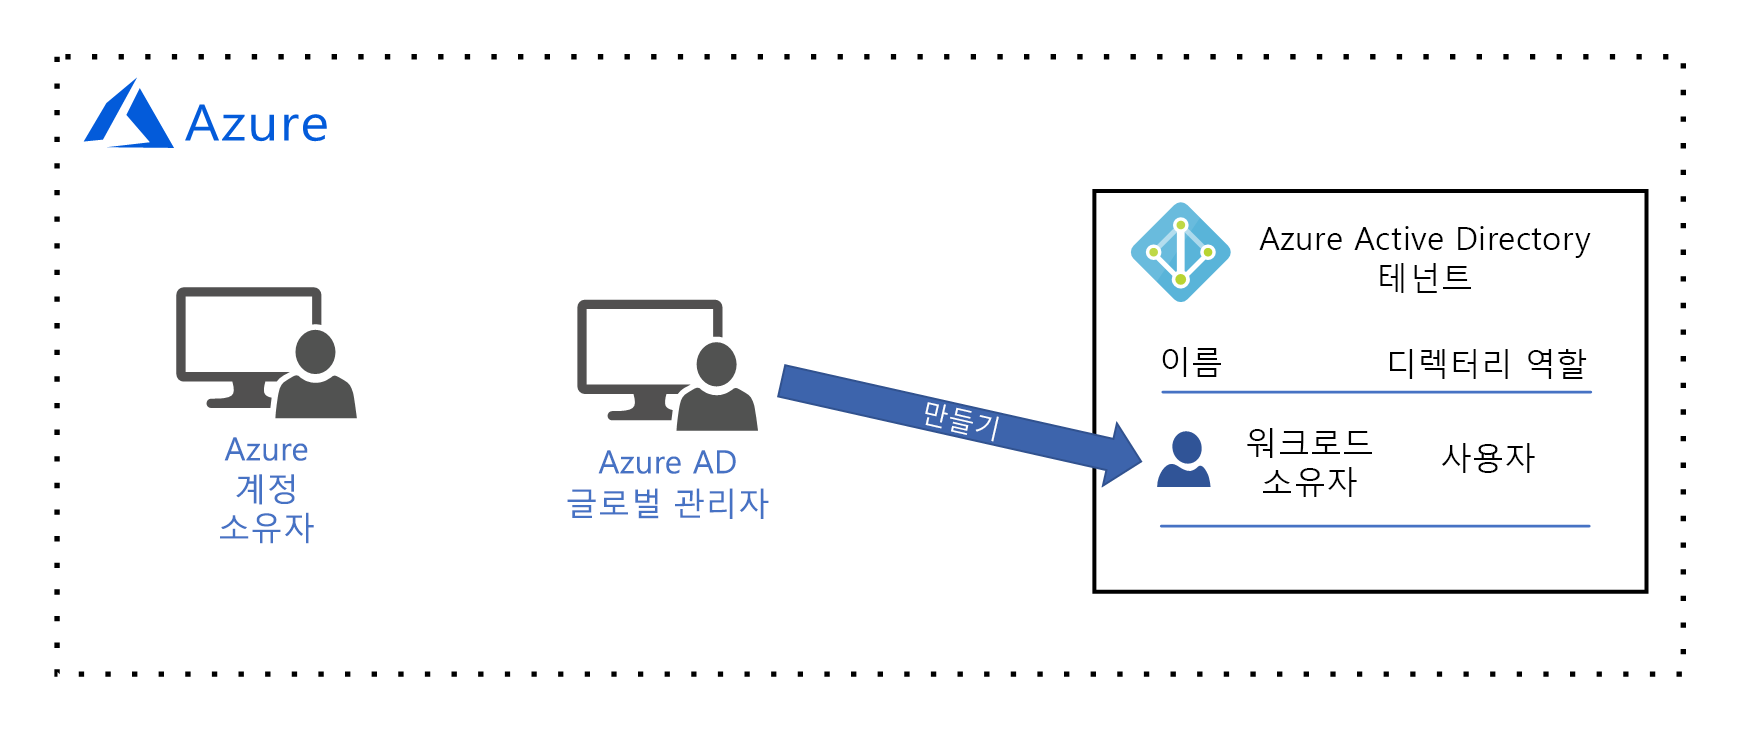 Azure
Azure
계정
소유자
Azure AD
글로벌 관리자
만들기
Azure Active Directory
테넌트
이름 디렉터리 역할
워크로드
소유자
사용자